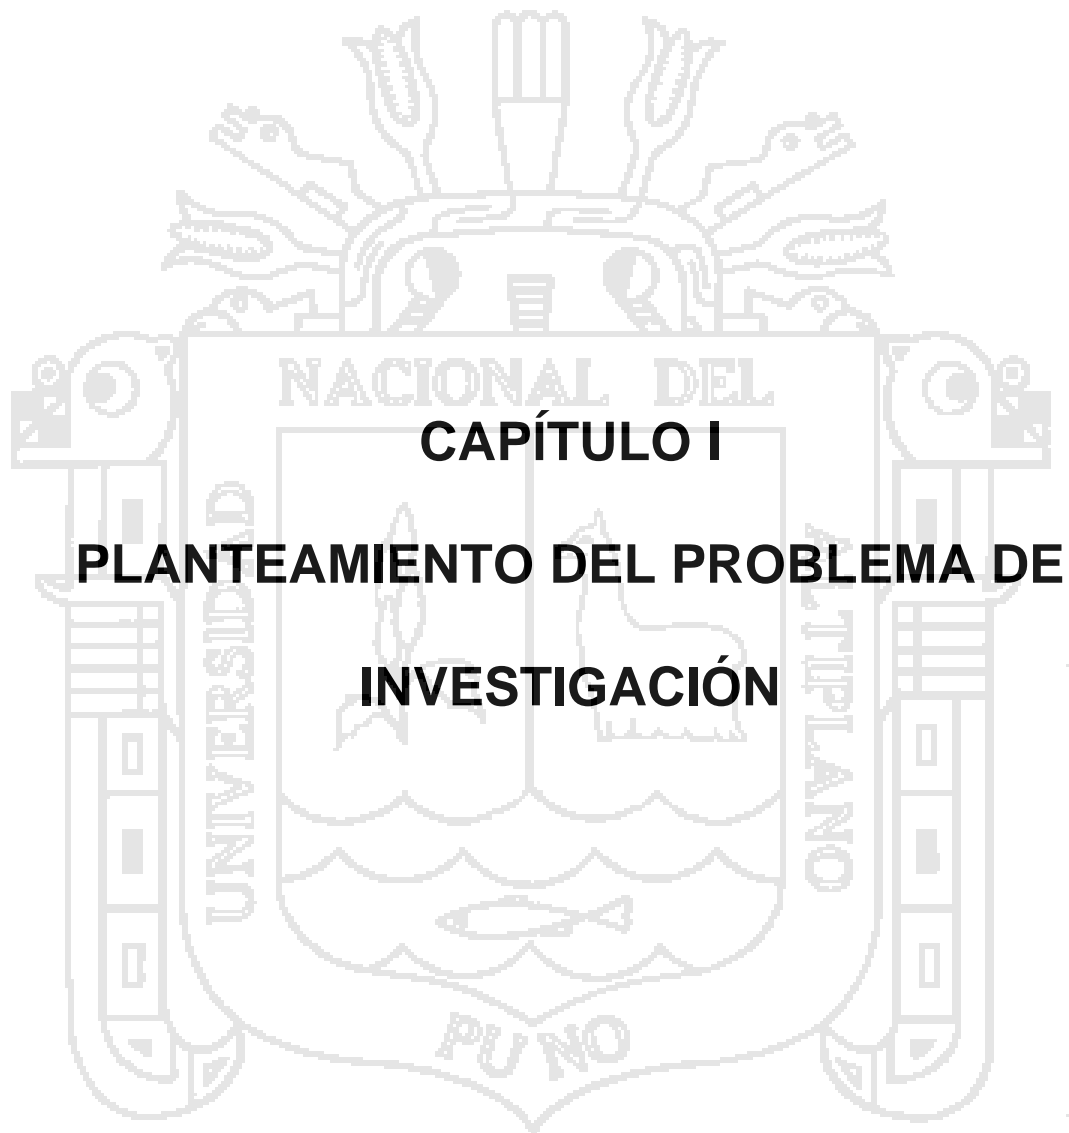 NACIONAL DEL
CAPÍTULO I
PLANTEAMIENTO DEL PROBLEMA DE
INVESTIGACIÓN
UNIVERSIDAD
ALTIPLANO
PUNO